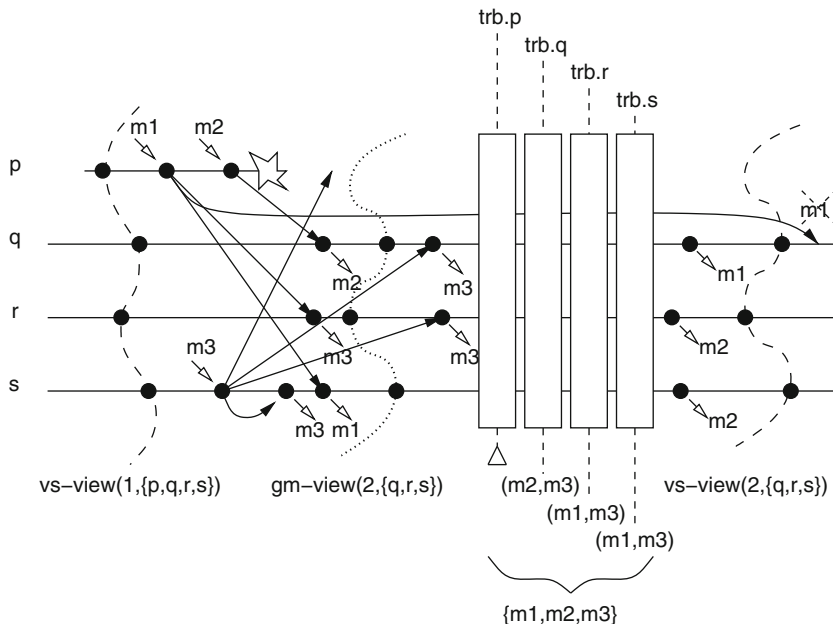 trb.p
trb.q
trb.r
trb.s
m1
m2
p
m1
q
m2
m3
m1
r
m3
m3
m3
m2
s
m3
m1
m2
vs-view(1,{p,q,r,s})
gm-view(2,{q,r,s})
(m2,m3)
vs-view(2,{q,r,s})
(m1,m3)
(m1,m3)
{m1,m2,m3}